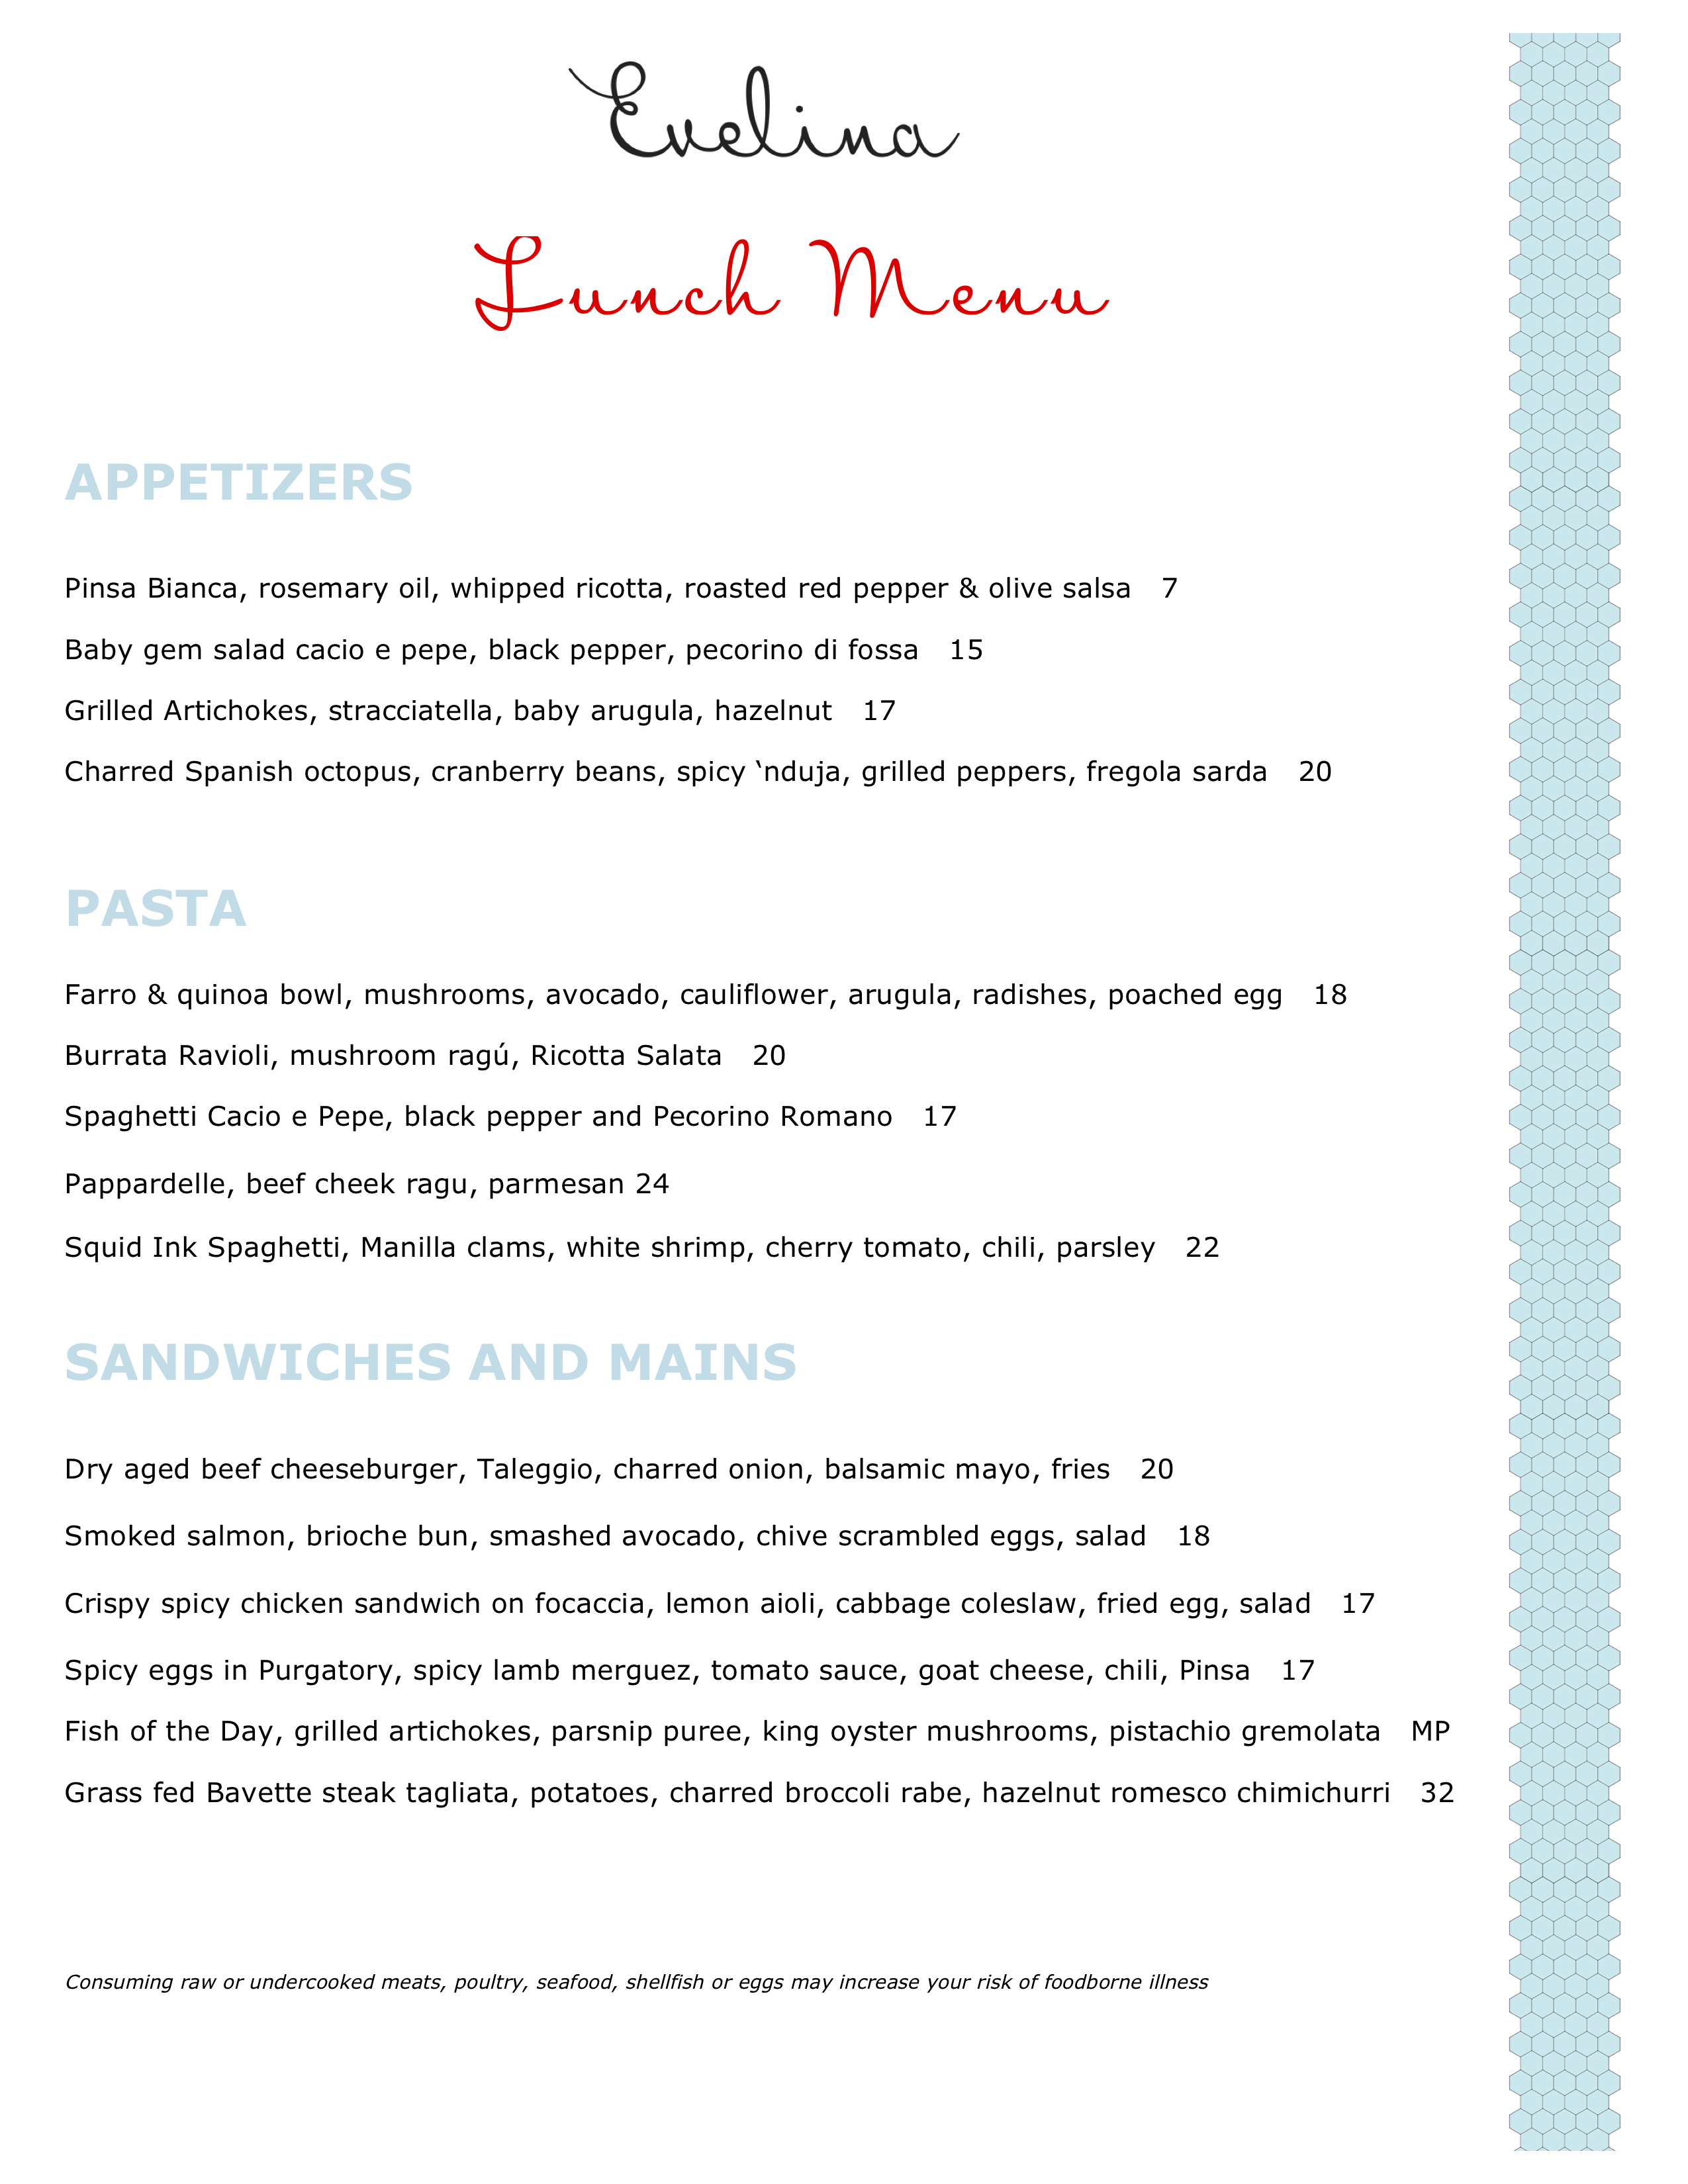 Evelina
Lunch Menu
APPETIZERS
Pinsa Bianca, rosemary oil, whipped ricotta, roasted red pepper & olive salsa 7
Baby gem salad cacio e pepe, black pepper, pecorino di fossa 15
Grilled Artichokes, stracciatella, baby arugula, hazelnut 17
Charred Spanish octopus, cranberry beans, spicy ‘nduja, grilled peppers, fregola sarda 20
PASTA
Farro & quinoa bowl, mushrooms, avocado, cauliflower, arugula, radishes, poached egg 18
Burrata Ravioli, mushroom ragú, Ricotta Salata 20
Spaghetti Cacio e Pepe, black pepper and Pecorino Romano 17
Pappardelle, beef cheek ragu, parmesan 24
Squid Ink Spaghetti, Manilla clams, white shrimp, cherry tomato, chili, parsley 22
SANDWICHES AND MAINS
Dry aged beef cheeseburger, Taleggio, charred onion, balsamic mayo, fries 20
Smoked salmon, brioche bun, smashed avocado, chive scrambled eggs, salad 18
Crispy spicy chicken sandwich on focaccia, lemon aioli, cabbage coleslaw, fried egg, salad 17
Spicy eggs in Purgatory, spicy lamb merguez, tomato sauce, goat cheese, chili, Pinsa 17
Fish of the Day, grilled artichokes, parsnip puree, king oyster mushrooms, pistachio gremolata MP
Grass fed Bavette steak tagliata, potatoes, charred broccoli rabe, hazelnut romesco chimichurri 32
Consuming raw or undercooked meats, poultry, seafood, shellfish or eggs may increase your risk of foodborne illness